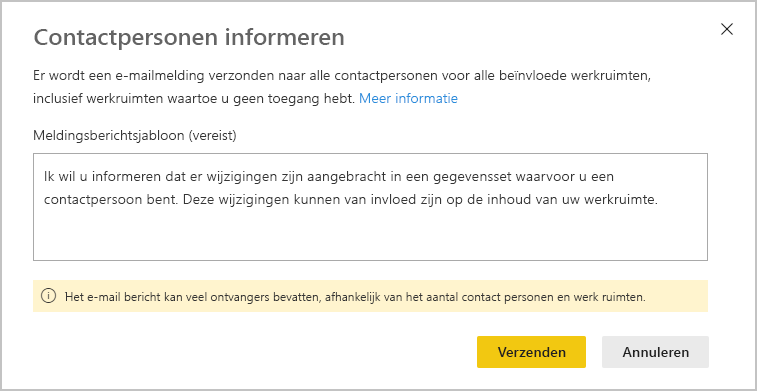 Contactpersonen informeren
Er wordt een e-mailmelding verzonden naar alle contactpersonen voor alle beïnvloede werkruimten,
inclusief werkruimten waartoe u geen toegang hebt. Meer informatie
Meldingsberichtsjabloon (vereist)
Ik wil u informeren dat er wijzigingen zijn aangebracht in een gegevensset waarvoor u een
contactpersoon bent. Deze wijzigingen kunnen van invloed zijn op de inhoud van uw werkruimte.
Het e-mail bericht kan veel ontvangers bevatten, afhankelijk van het aantal contact personen en werk ruimten.
Verzenden Annuleren